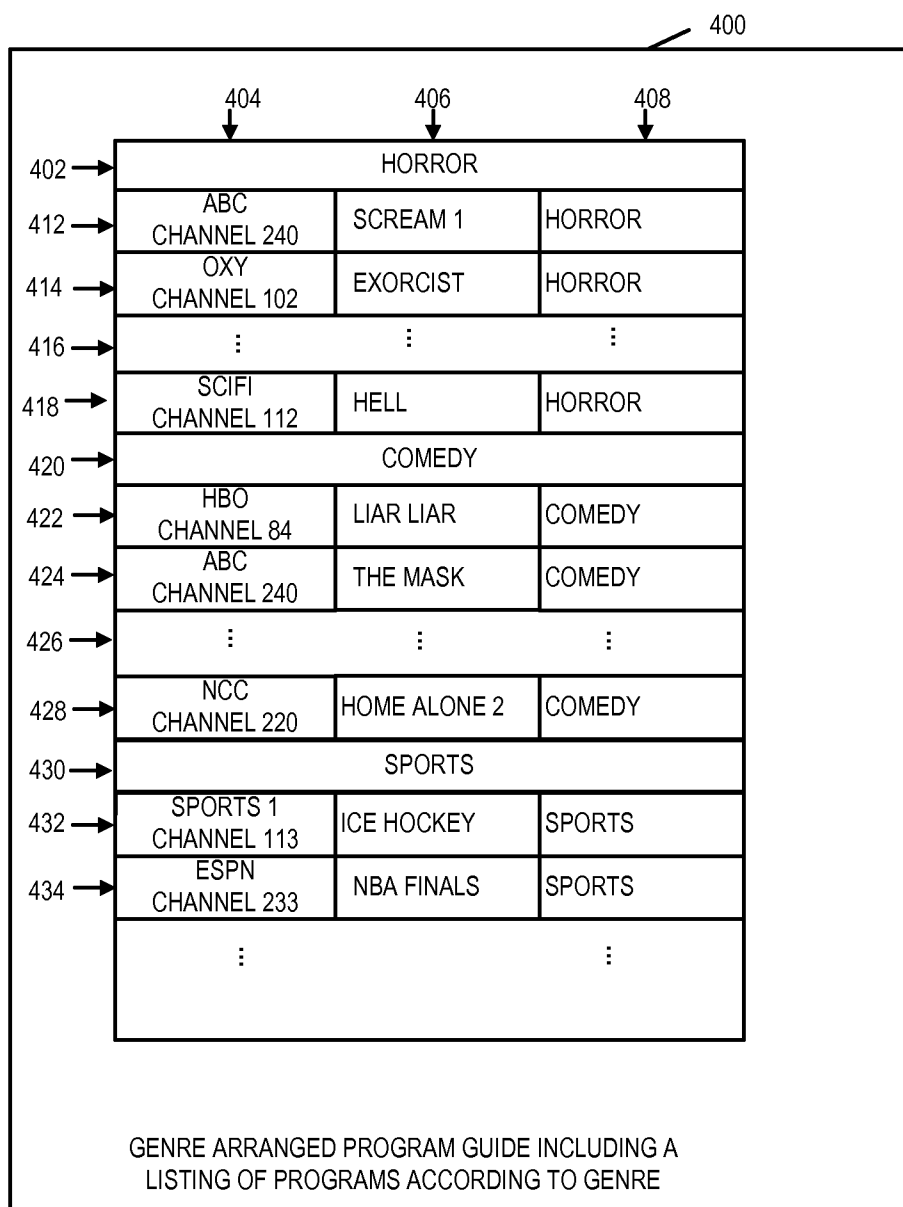 400
404 406 408
402 HORROR
412 ABC
CHANNEL 240 SCREAM 1 HORROR
414 OXY
CHANNEL 102 EXORCIST HORROR
416 ... ... ...
418 SCIFI
CHANNEL 112 HELL HORROR
420 COMEDY
422 HBO
CHANNEL 84 LIAR LIAR COMEDY
424 ABC
CHANNEL 240 THE MASK COMEDY
426 ... ... ...
428 NCC
CHANNEL 220 HOME ALONE 2 COMEDY
430 SPORTS
432 SPORTS 1
CHANNEL 113 ICE HOCKEY SPORTS
434 ESPN
CHANNEL 233 NBA FINALS SPORTS
... ...
GENRE ARRANGED PROGRAM GUIDE INCLUDING A
LISTING OF PROGRAMS ACCORDING TO GENRE